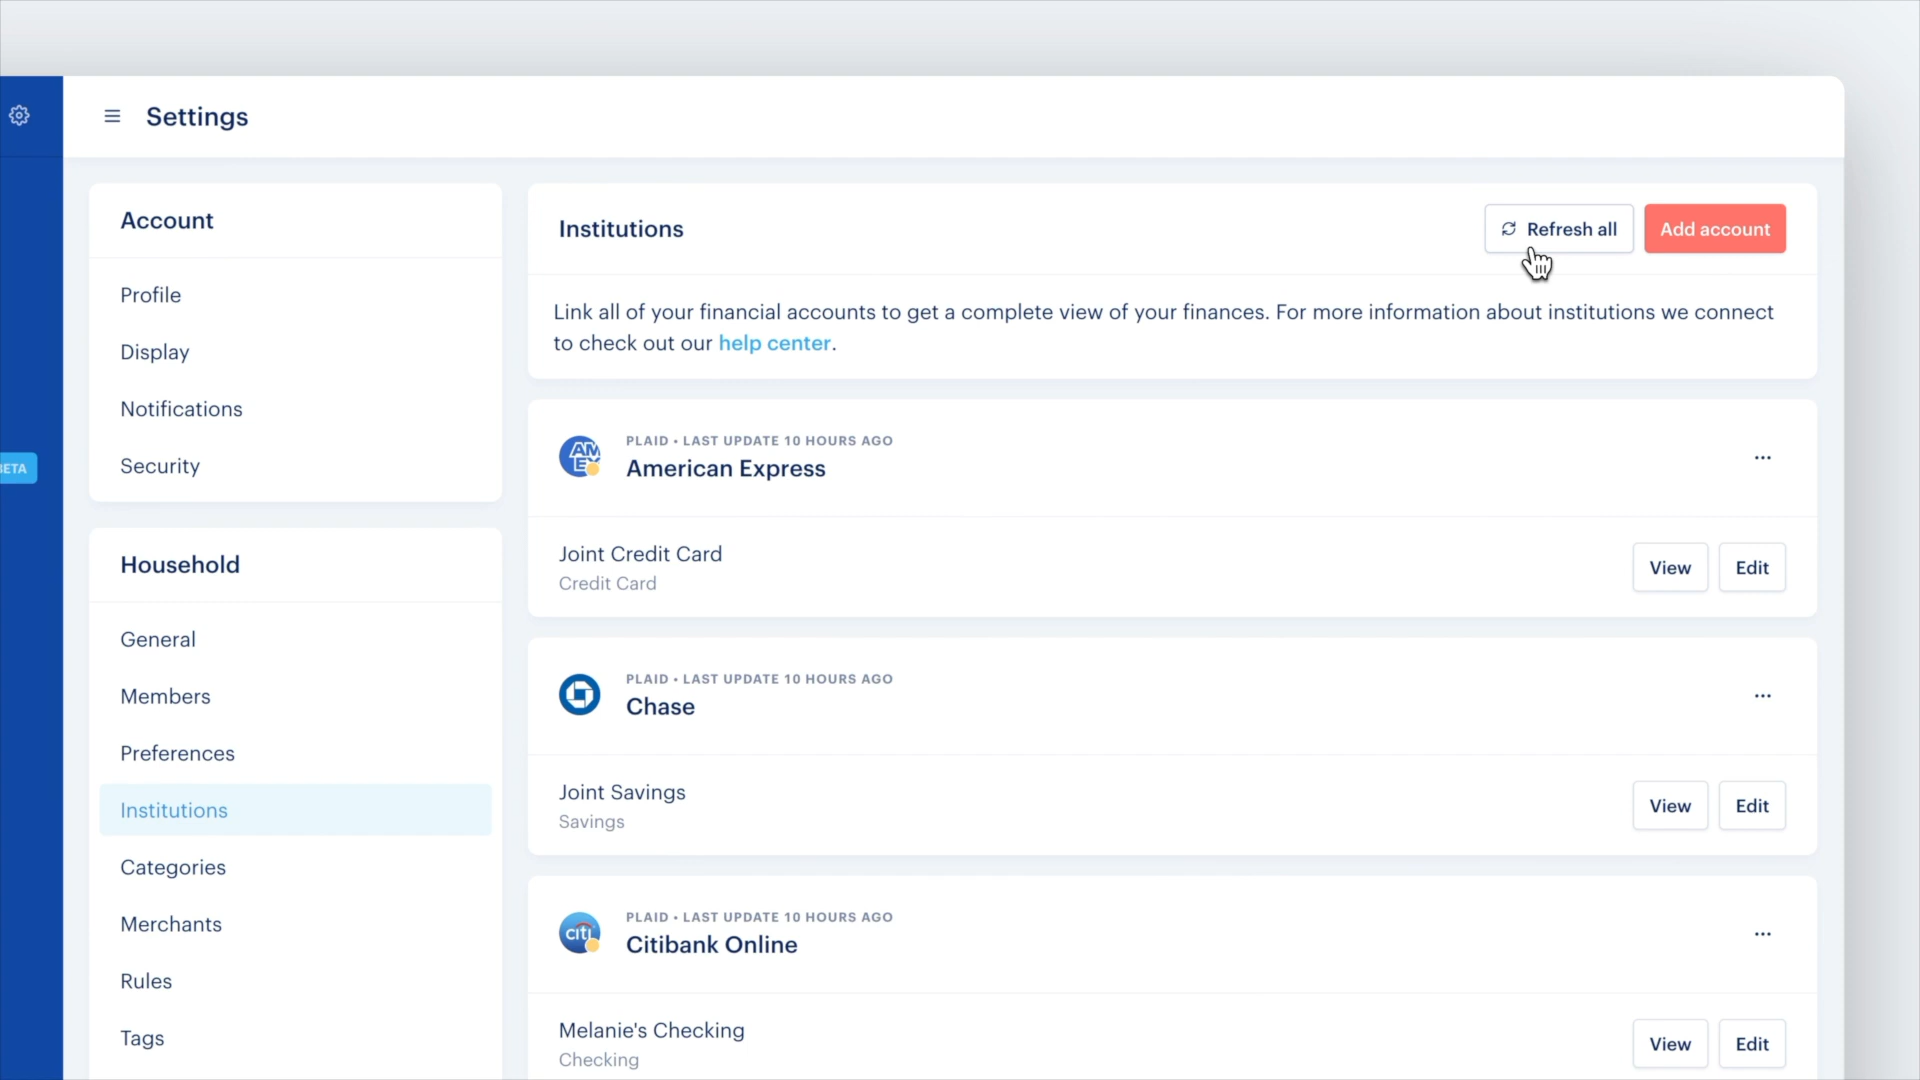 Settings
Account
Profile
Display
Notifications
Security
Household
General
Members
Preferences
Institutions
Categories
Merchants
Rules
Tags
Institutions
Refresh all
Add account
Link all of your financial accounts to get a complete view of your finances. For more information about institutions we connect
to check out our help center.
AM
EX
PLAID • LAST UPDATE 10 HOURS AGO
American Express
...
Joint Credit Card
Credit Card
View
Edit
PLAID • LAST UPDATE 10 HOURS AGO
Chase
...
Joint Savings
Savings
View
Edit
citi
PLAID • LAST UPDATE 10 HOURS AGO
Citibank Online
...
Melanie's Checking
Checking
View
Edit